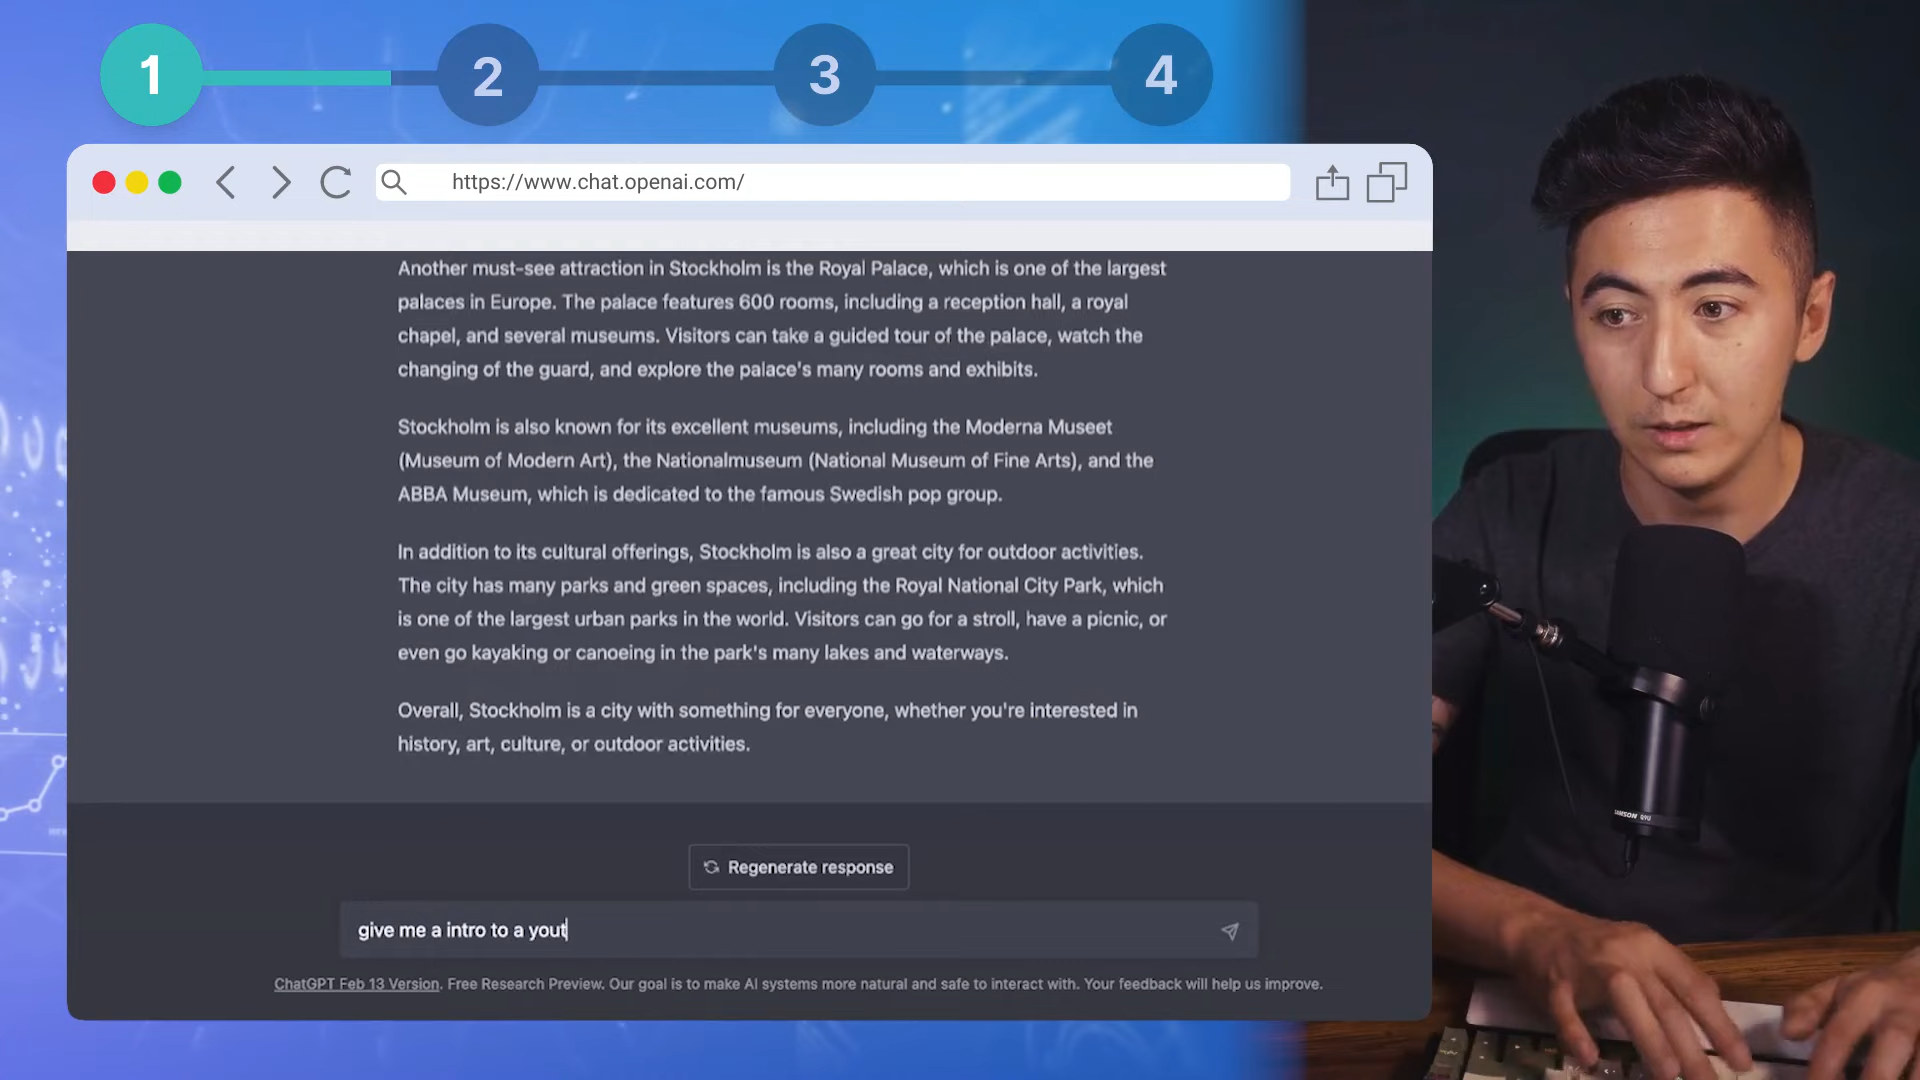 1
2
3
4
https://www.chat.openai.com/
Another must-see attraction in Stockholm is the Royal Palace, which is one of the largest
palaces in Europe. The palace features 600 rooms, including a reception hall, a royal
chapel, and several museums. Visitors can take a guided tour of the palace, watch the
changing of the guard, and explore the palace's many rooms and exhibits.
Stockholm is also known for its excellent museums, including the Moderna Museet
(Museum of Modern Art), the Nationalmuseum (National Museum of Fine Arts), and the
ABBA Museum, which is dedicated to the famous Swedish pop group.
In addition to its cultural offerings, Stockholm is also a great city for outdoor activities.
The city has many parks and green spaces, including the Royal National City Park, which
is one of the largest urban parks in the world. Visitors can go for a stroll, have a picnic, or
even go kayaking or canoeing in the park's many lakes and waterways.
Overall, Stockholm is a city with something for everyone, whether you're interested in
history, art, culture, or outdoor activities.
Regenerate response
give me a intro to a yout
ChatGPT Feb 13 Version. Free Research Preview. Our goal is to make AI systems more natural and safe to interact with. Your feedback will help us improve.
SAMSON Q9U